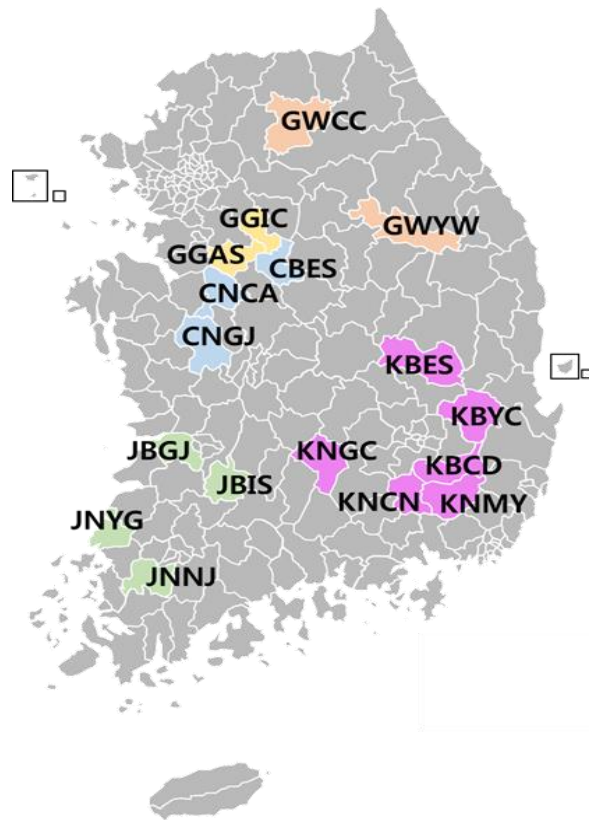 GWCC
GGIC
GWYW
GGAS
CBES
CNCA
CNGJ
KBES
KBYC
JBGJ
KNGC
KBCD
JBIS
KNCN
KNMY
JNYG
JNNJ